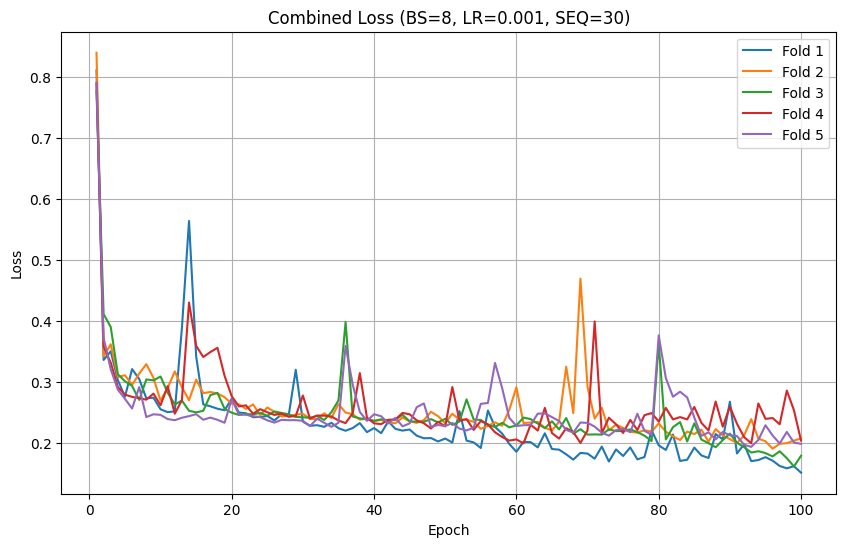 Combined Loss (BS=8, LR=0.001, SEQ=30)
Fold 1
Fold 2
Fold 3
Fold 4
Fold 5
0.8
0.7
0.6
0.5
0.4
0.3
0.2
Loss
0 20 40 60 80 100
Epoch